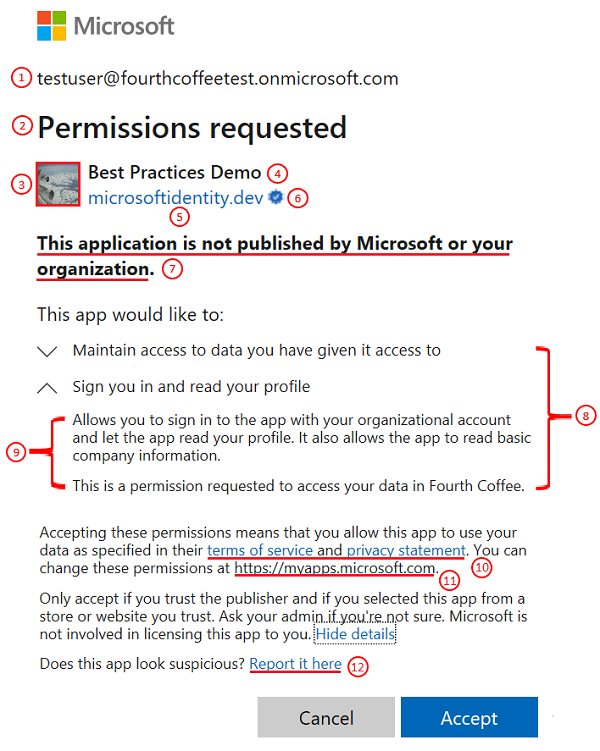 Microsoft
1 testuser@fourthcoffeetest.onmicrosoft.com
2 Permissions requested
3 Best Practices Demo 4
microsoftidentity.dev 6
5
This application is not published by Microsoft or your
organization. 7
This app would like to:
Maintain access to data you have given it access to
Sign you in and read your profile
8
Allows you to sign in to the app with your organizational account
9 and let the app read your profile. It also allows the app to read basic
company information.
This is a permission requested to access your data in Fourth Coffee.
Accepting these permissions means that you allow this app to use your
data as specified in their terms of service and privacy statement. You can
change these permissions at https://myapps.microsoft.com. 10
11
Only accept if you trust the publisher and if you selected this app from a
store or website you trust. Ask your admin if you're not sure. Microsoft is
not involved in licensing this app to you. Hide details
Does this app look suspicious? Report it here 12
Cancel Accept